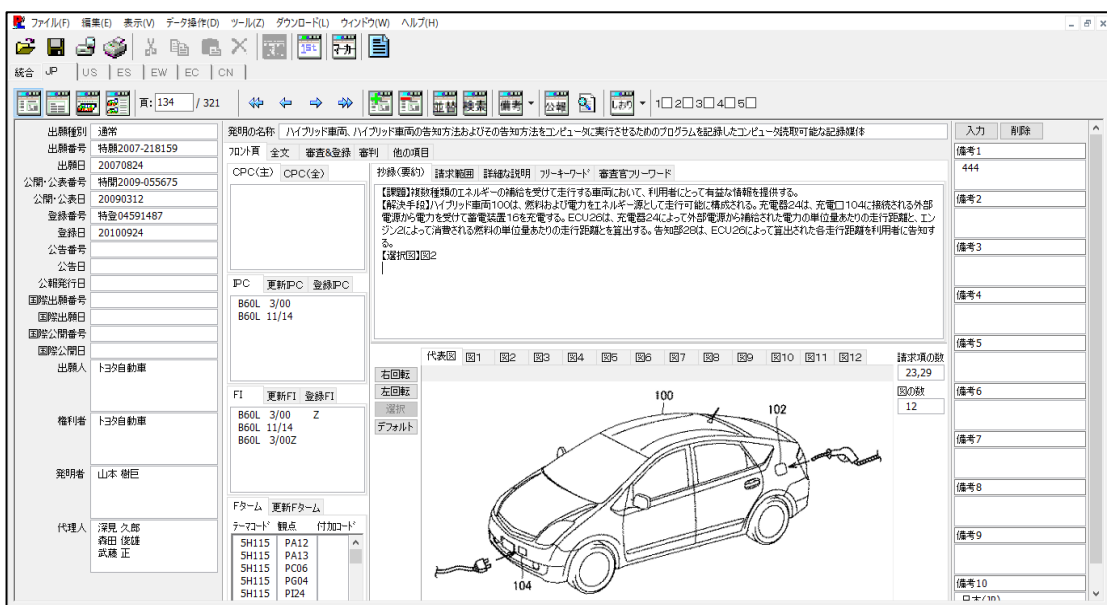 ファイル(F) 編集(E) 表示(V) データ操作(D) ツール(Z) ダウンロード(L) ウィンドウ(W) ヘルプ(H)
1st マーカー
統合 JP US ES EW EC CN
頁: 134 / 321 並替 検索 備考 公報 しおり 1 2 3 4 5
出願種別 通常
出願番号 特願2007-218159
出願日 20070824
公開・公表番号 特開2009-055675
公開・公表日 20090312
登録番号 特登04591487
登録日 20100924
公告番号
公告日
公報発行日
国際出願番号
国際出願日
国際公開番号
国際公開日
出願人 トヨタ自動車
権利者 トヨタ自動車
発明者 山本 樹巨
代理人 深見 久郎
森田 俊雄
武藤 正
発明の名称 ハイブリッド車両、ハイブリッド車両の告知方法およびその告知方法をコンピュータに実行させるためのプログラムを記録したコンピュータ読取可能な記録媒体
フロント頁 全文 審査&登録 審判 他の項目
CPC(主) CPC(全)
IPC 更新IPC 登録IPC
B60L 3/00
B60L 11/14
FI 更新FI 登録FI
B60L 3/00 Z
B60L 11/14
B60L 3/00Z
Fターム 更新Fターム
テーマコード 観点 付加コード
5H115 PA12
5H115 PA13
5H115 PC06
5H115 PG04
5H115 PI24
抄録(要約) 請求範囲 詳細な説明 フリーキーワード 審査官フリーワード
【課題】複数種類のエネルギーの補給を受けて走行する車両において、利用者にとって有益な情報を提供する。
【解決手段】ハイブリッド車両100は、燃料および電力をエネルギー源として走行可能に構成される。充電器24は、充電口104に接続される外部
電源から電力を受けて蓄電装置16を充電する。ECU26は、充電器24によって外部電源から補給された電力の単位量あたりの走行距離と、エン
ジン2によって消費される燃料の単位量あたりの走行距離とを算出する。告知部28は、ECU26によって算出された各走行距離を利用者に告知す
る。
【選択図】図2
代表図 図1 図2 図3 図4 図5 図6 図7 図8 図9 図10 図11 図12
右回転
左回転
選択
デフォルト
100
102
104
請求項の数
23,29
図の数
12
入力 削除
備考1
444
備考2
備考3
備考4
備考5
備考6
備考7
備考8
備考9
備考10
日本(JP)